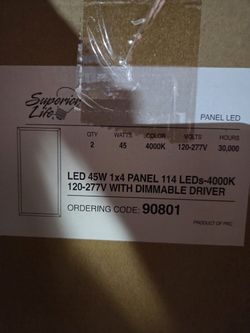 Superior
Life
PANEL LED
QTY WATTS COLOR VOLTS HOURS
2 45 4000K 120-277V 30,000
LED 45W 1x4 PANEL 114 LEDs-4000K
120-277V WITH DIMMABLE DRIVER
ORDERING CODE: 90801
PRODUCT OF PRC